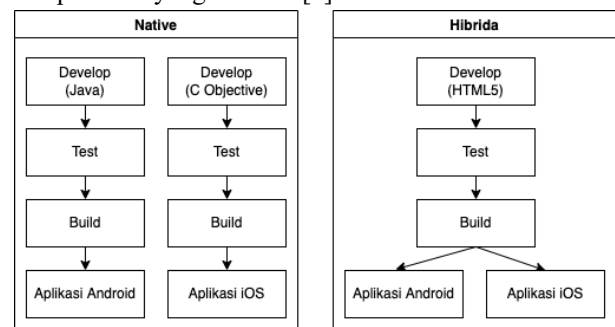 Native
Develop
(Java)
Test
Build
Aplikasi Android
Develop
(C Objective)
Test
Build
Aplikasi iOS
Hibrida
Develop
(HTML5)
Test
Build
Aplikasi Android
Aplikasi iOS